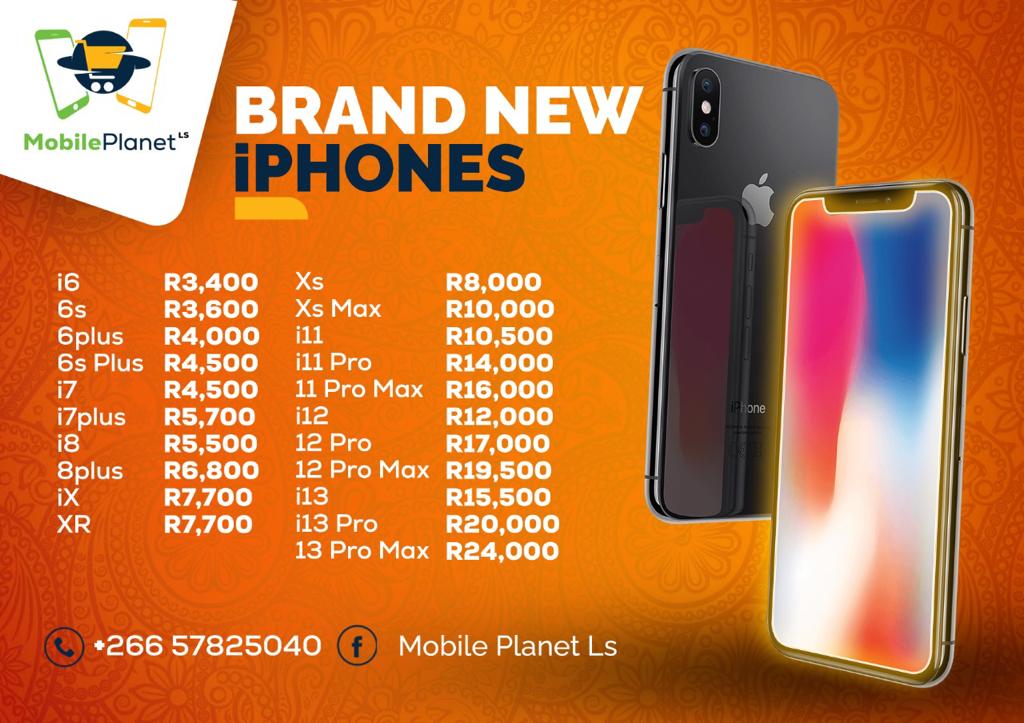 MobilePlanet LS
BRAND NEW
iPHONES
i6 R3,400
6s R3,600
6plus R4,000
6s Plus R4,500
i7 R4,500
i7plus R5,700
i8 R5,500
8plus R6,800
iX R7,700
XR R7,700
Xs R8,000
Xs Max R10,000
i11 R10,500
i11 Pro R14,000
11 Pro Max R16,000
i12 R12,000
12 Pro R17,000
12 Pro Max R19,500
i13 R15,500
i13 Pro R20,000
13 Pro Max R24,000
iPhone
+266 57825040
f Mobile Planet Ls